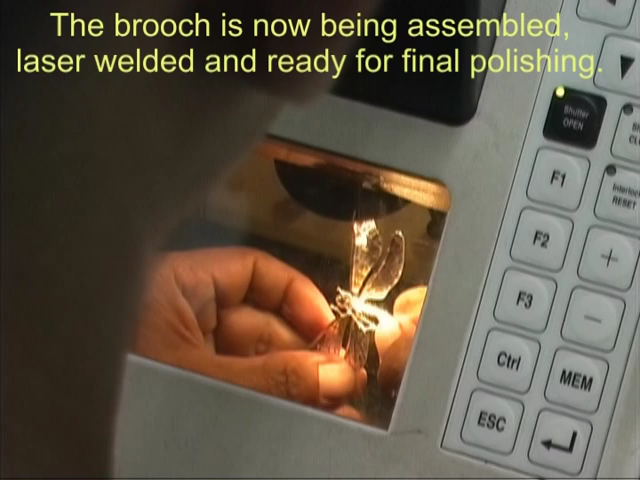 The brooch is now being assembled,
laser welded and ready for final polishing.
Shutter
OPEN
F1
Interlock
RESET
F2
+
F3
−
Ctrl
MEM
ESC